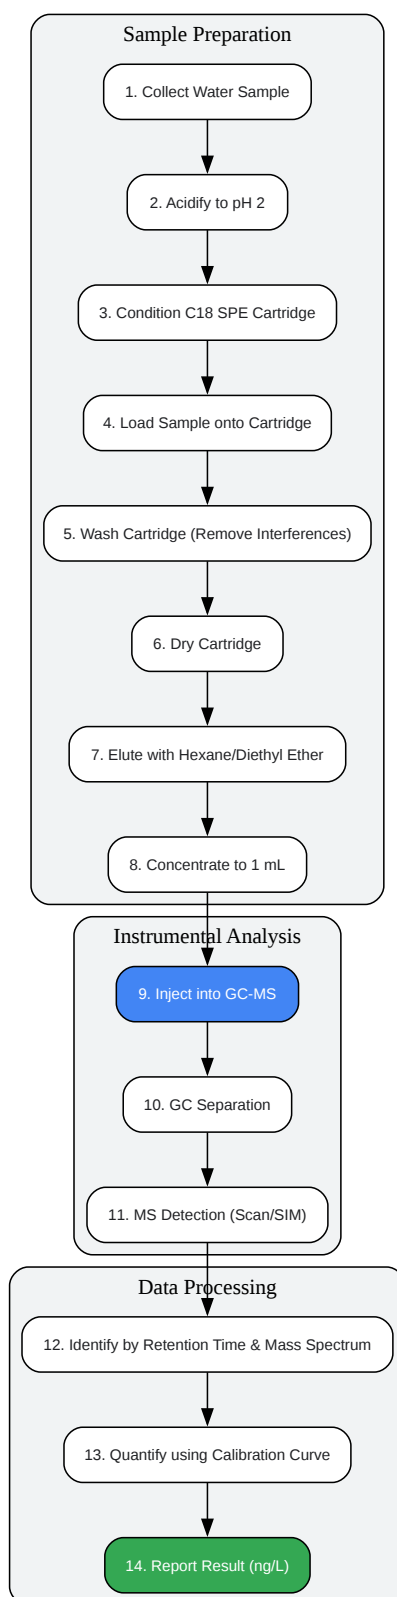 Sample Preparation
1. Collect Water Sample
2. Acidify to pH 2
3. Condition C18 SPE Cartridge
4. Load Sample onto Cartridge
5. Wash Cartridge (Remove Interferences)
6. Dry Cartridge
7. Elute with Hexane/Diethyl Ether
8. Concentrate to 1 mL
Instrumental Analysis
9. Inject into GC-MS
10. GC Separation
11. MS Detection (Scan/SIM)
Data Processing
12. Identify by Retention Time & Mass Spectrum
13. Quantify using Calibration Curve
14. Report Result (ng/L)